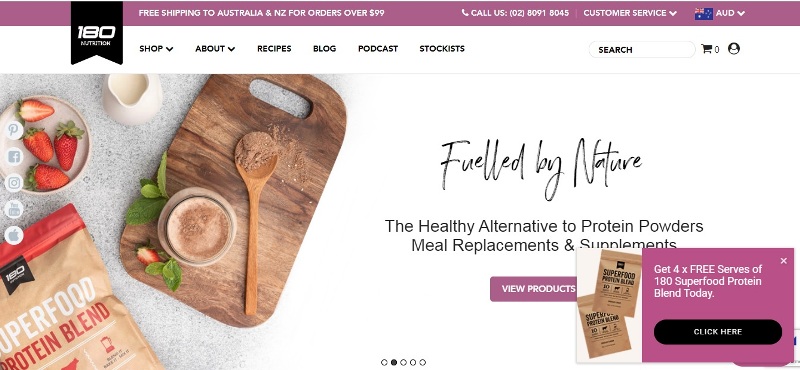 FREE SHIPPING TO AUSTRALIA & NZ FOR ORDERS OVER $99
CALL US: (02) 8091 8045
CUSTOMER SERVICE
AUD
180
NUTRITION
SHOP
ABOUT
RECIPES
BLOG
PODCAST
STOCKISTS
SEARCH
0
Fuelled by Nature
The Healthy Alternative to Protein Powders
Meal Replacements & Supplements
VIEW PRODUCTS
180
SUPERFOOD
PROTEIN BLEND
SUPERFOOD
PROTEIN BLEND
SUPERFOOD
PROTEIN BLEND
Get 4 x FREE Serves of
180 Superfood Protein
Blend Today.
CLICK HERE